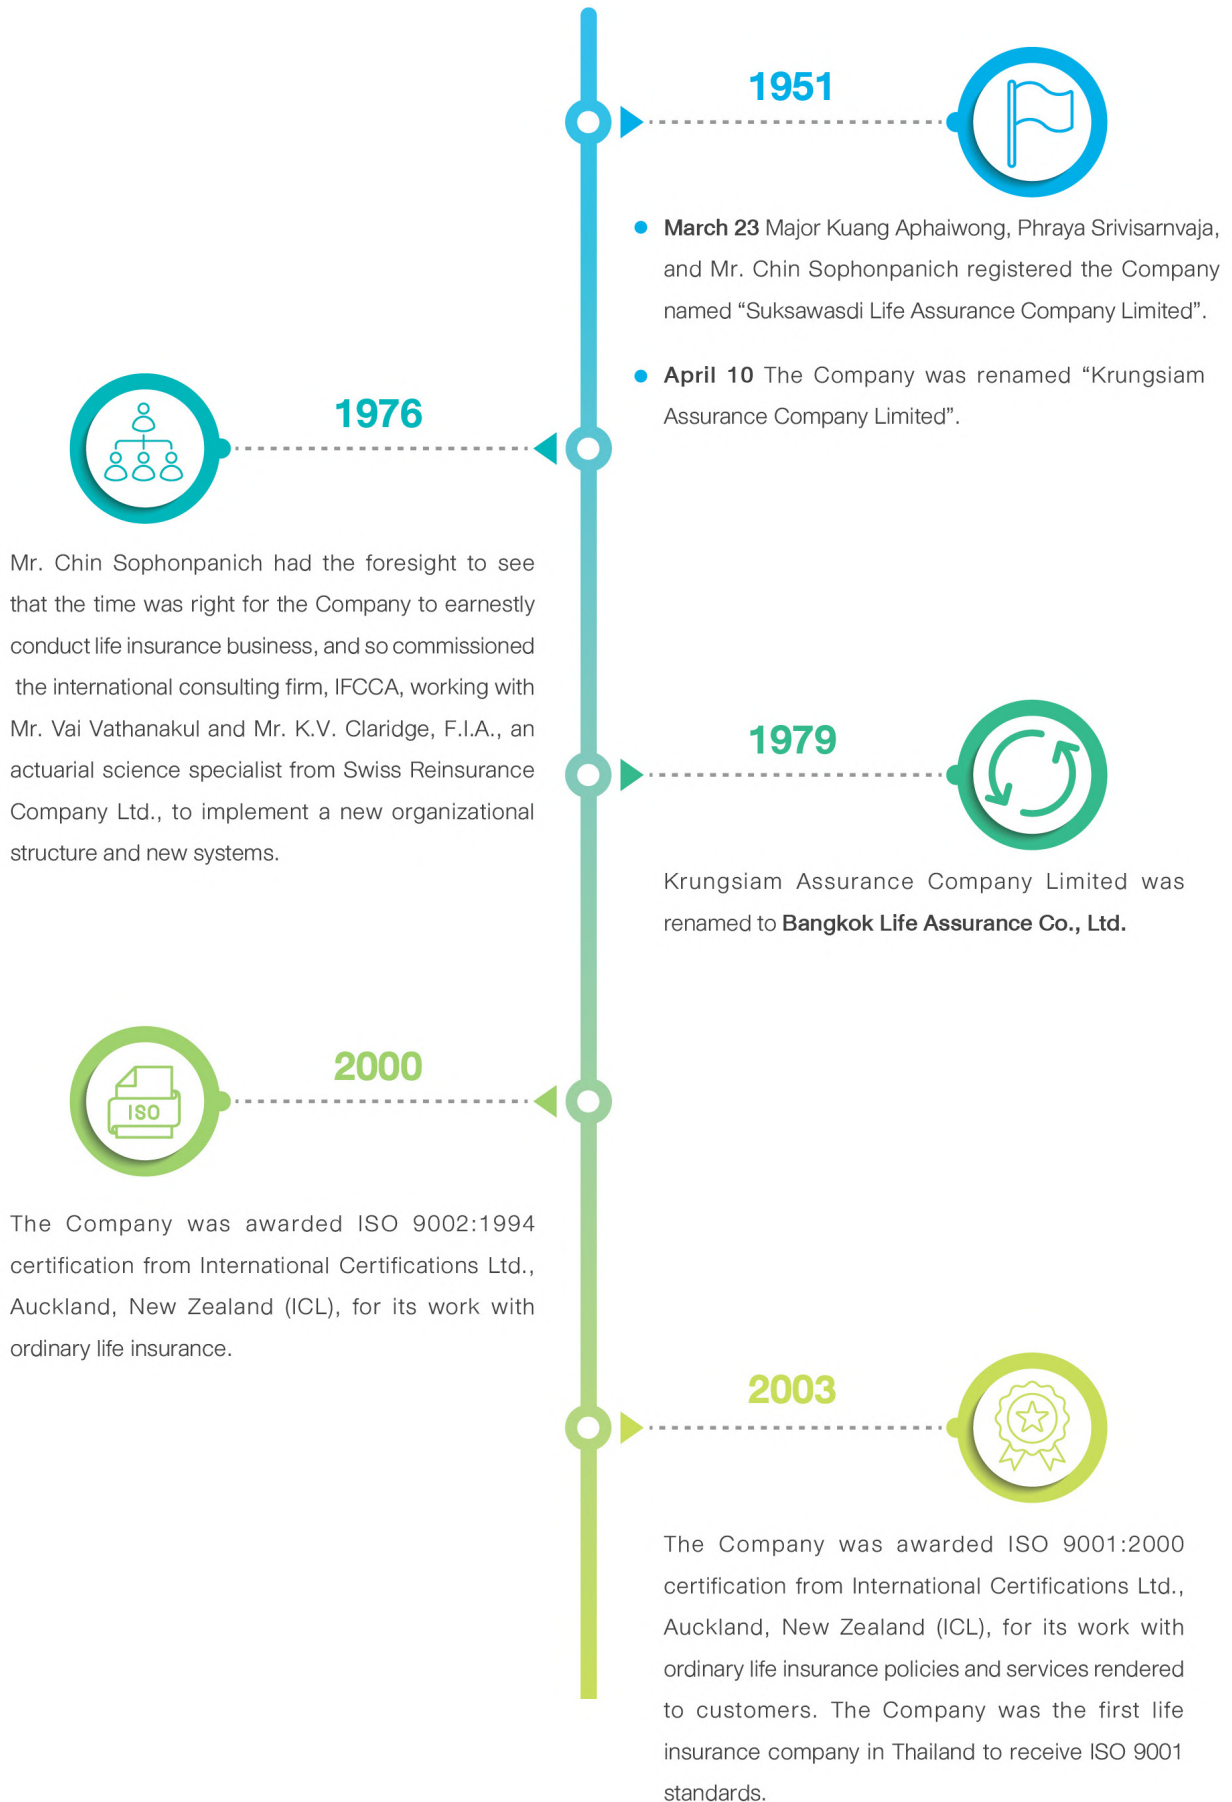 1951
March 23 Major Kuang Aphaiwong, Phraya Srivisarnvaja,
and Mr. Chin Sophonpanich registered the Company
named “Suksawasdi Life Assurance Company Limited”.
April 10 The Company was renamed “Krungsiam
Assurance Company Limited”.
1976
Mr. Chin Sophonpanich had the foresight to see
that the time was right for the Company to earnestly
conduct life insurance business, and so commissioned
the international consulting firm, IFCCA, working with
Mr. Vai Vathanakul and Mr. K.V. Claridge, F.I.A., an
actuarial science specialist from Swiss Reinsurance
Company Ltd., to implement a new organizational
structure and new systems.
1979
Krungsiam Assurance Company Limited was
renamed to Bangkok Life Assurance Co., Ltd.
2000
ISO
The Company was awarded ISO 9002:1994
certification from International Certifications Ltd.,
Auckland, New Zealand (ICL), for its work with
ordinary life insurance.
2003
The Company was awarded ISO 9001:2000
certification from International Certifications Ltd.,
Auckland, New Zealand (ICL), for its work with
ordinary life insurance policies and services rendered
to customers. The Company was the first life
insurance company in Thailand to receive ISO 9001
standards.